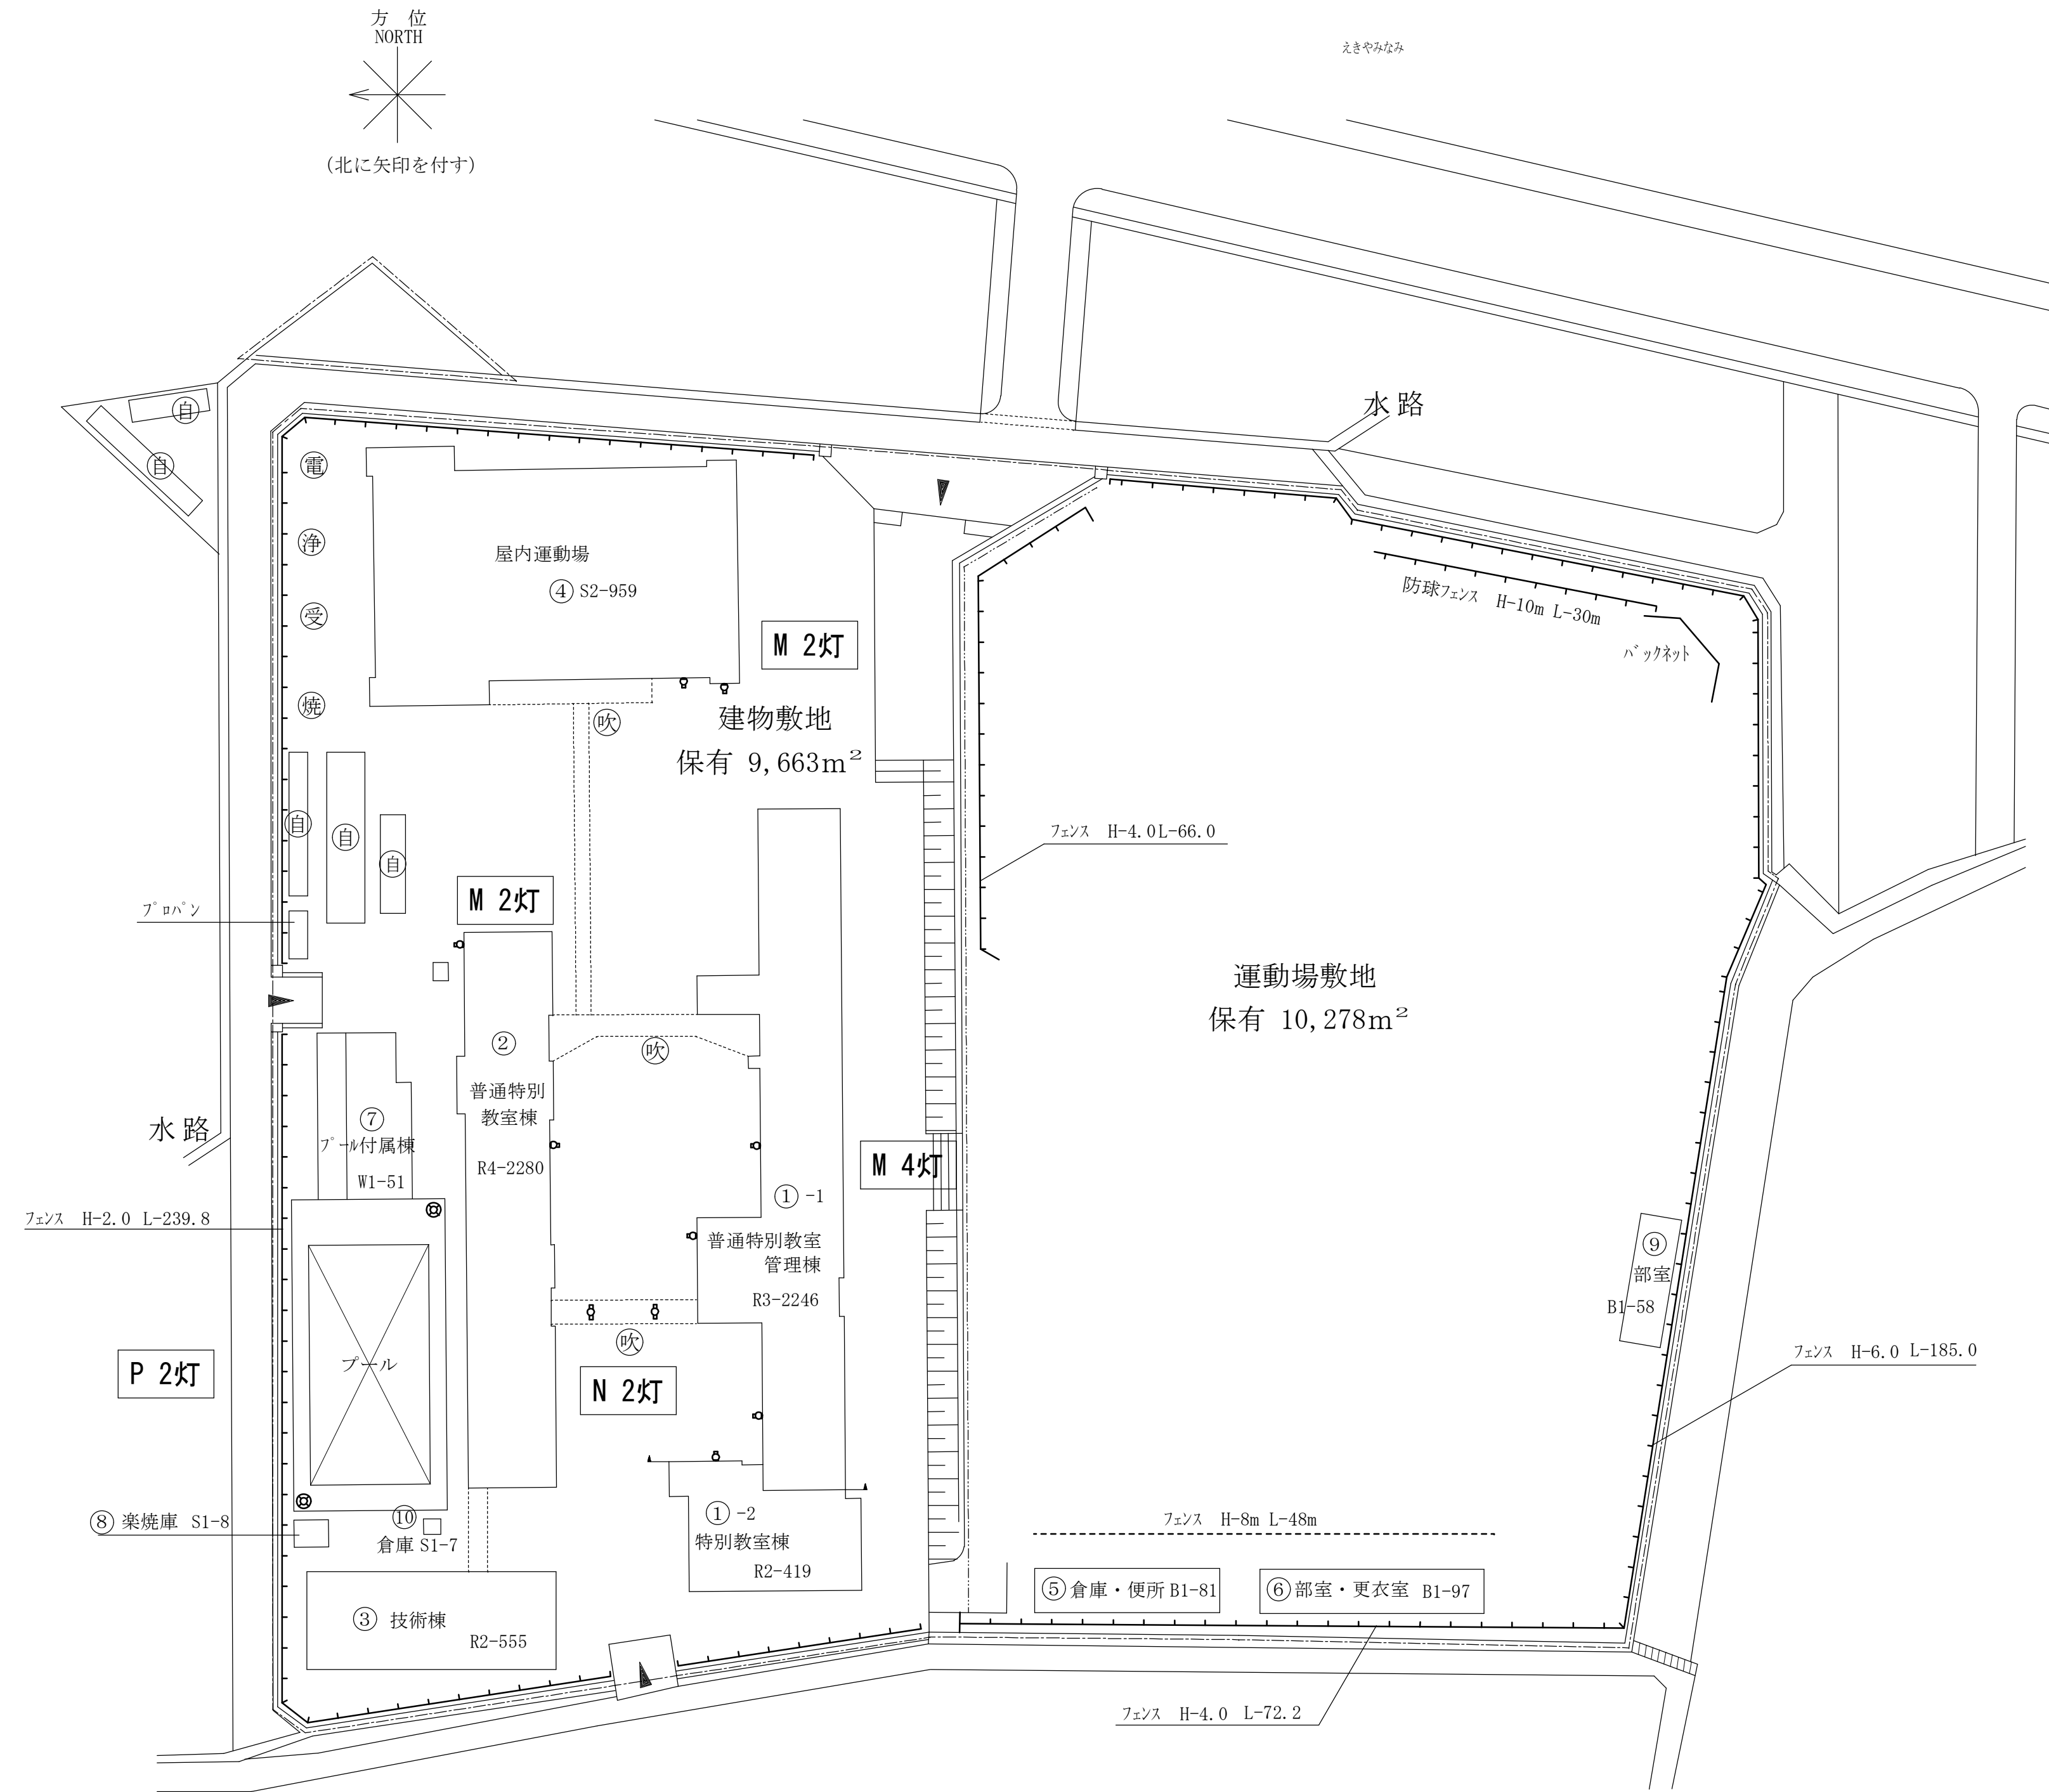 方 位
NORTH
(北に矢印を付す)
えきやみなみ
水路
自
自
電
浄
受
焼
屋内運動場
④ S2-959
M 2灯
吹
建物敷地
保有 9,663m²
防球フェンス H-10m L-30m
バックネット
フェンス H-4.0L-66.0
自
自
自
プロパン
M 2灯
運動場敷地
保有 10,278m²
②
普通特別
教室棟
R4-2280
吹
水路
⑦
プール付属棟
W1-51
M 4灯
①-1
普通特別教室
管理棟
R3-2246
フェンス H-2.0 L-239.8
⑨
部室
B1-58
プール
P 2灯
吹
N 2灯
フェンス H-6.0 L-185.0
⑧ 楽焼庫 S1-8
⑩
倉庫 S1-7
①-2
特別教室棟
R2-419
フェンス H-8m L-48m
⑤ 倉庫・便所 B1-81
⑥ 部室・更衣室 B1-97
③ 技術棟
R2-555
フェンス H-4.0 L-72.2